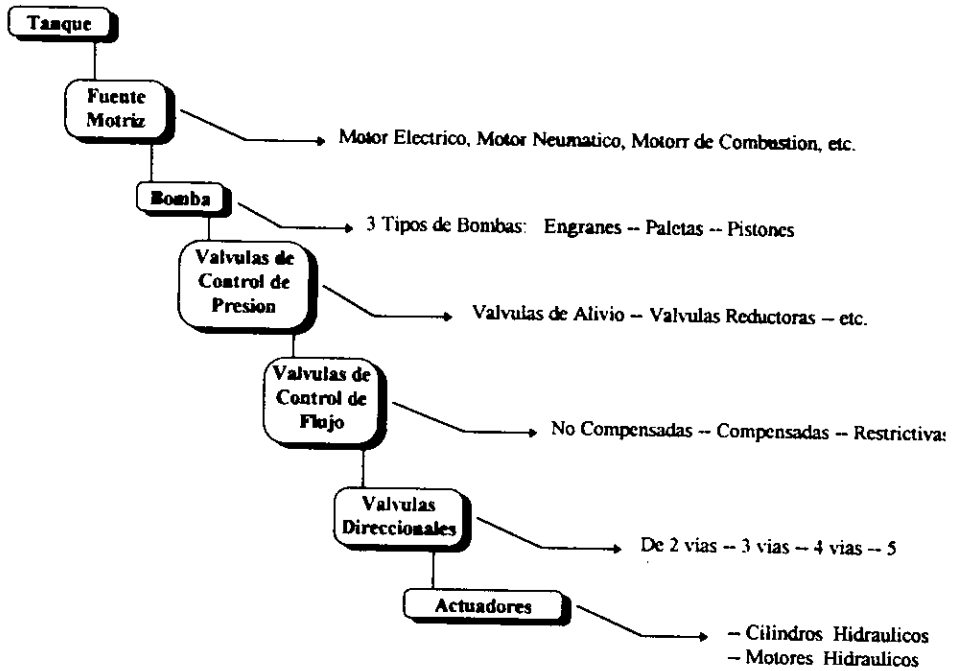 Tanque
Fuente
Motriz
Motor Electrico, Motor Neumatico, Motorr de Combustion, etc.
Bomba
3 Tipos de Bombas: Engranes -- Paletas -- Pistones
Valvulas de
Control de
Presion
Valvulas de Alivio -- Valvulas Reductoras -- etc.
Valvulas de
Control de
Flujo
No Compensadas -- Compensadas -- Restrictivas
Valvulas
Direccionales
De 2 vias -- 3 vias -- 4 vias -- 5
Actuadores
-- Cilindros Hidraulicos
-- Motores Hidraulicos